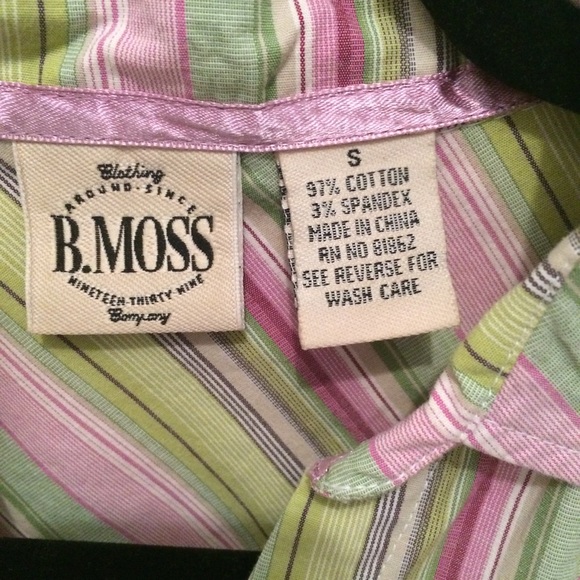 Clothing
AROUND·SINCE
B.MOSS
NINETEEN·THIRTY·NINE
Company
S
97% COTTON
3% SPANDEX
MADE IN CHINA
RN NO 81862
SEE REVERSE FOR
WASH CARE